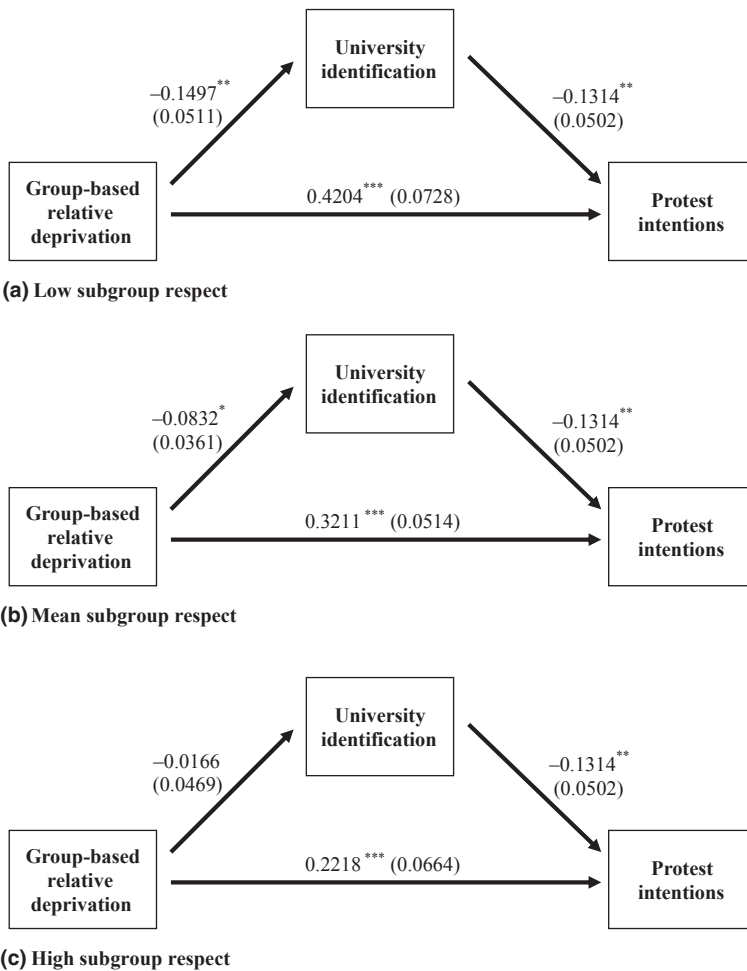 University
identification
−0.1497**
(0.0511)
−0.1314**
(0.0502)
Group-based
relative
deprivation
0.4204*** (0.0728)
Protest
intentions
(a) Low subgroup respect
University
identification
−0.0832*
(0.0361)
−0.1314**
(0.0502)
Group-based
relative
deprivation
0.3211*** (0.0514)
Protest
intentions
(b) Mean subgroup respect
University
identification
−0.0166
(0.0469)
−0.1314**
(0.0502)
Group-based
relative
deprivation
0.2218*** (0.0664)
Protest
intentions
(c) High subgroup respect